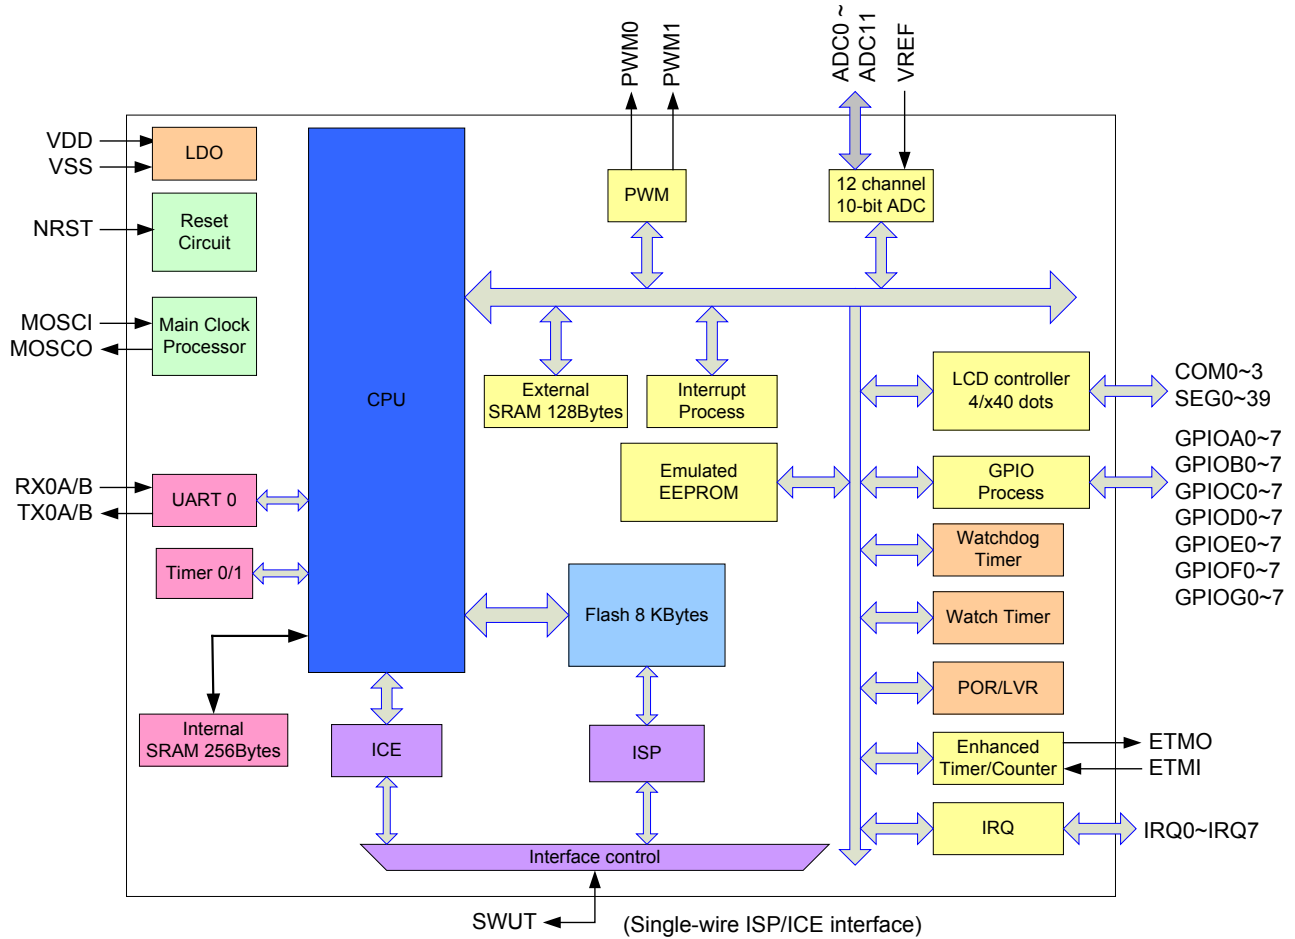 PWM0
PWM1
ADC0 ~
ADC11
VREF
VDD
VSS
LDO
NRST
Reset
Circuit
MOSCI
MOSCO
Main Clock
Processor
RX0A/B
TX0A/B
UART 0
Timer 0/1
Internal
SRAM 256Bytes
CPU
PWM
12 channel
10-bit ADC
External
SRAM 128Bytes
Interrupt
Process
Emulated
EEPROM
Flash 8 KBytes
ICE
ISP
Interface control
SWUT
(Single-wire ISP/ICE interface)
LCD controller
4/x40 dots
COM0~3
SEG0~39
GPIO
Process
GPIOA0~7
GPIOB0~7
GPIOC0~7
GPIOD0~7
GPIOE0~7
GPIOF0~7
GPIOG0~7
Watchdog
Timer
Watch Timer
POR/LVR
Enhanced
Timer/Counter
ETMO
ETMI
IRQ
IRQ0~IRQ7